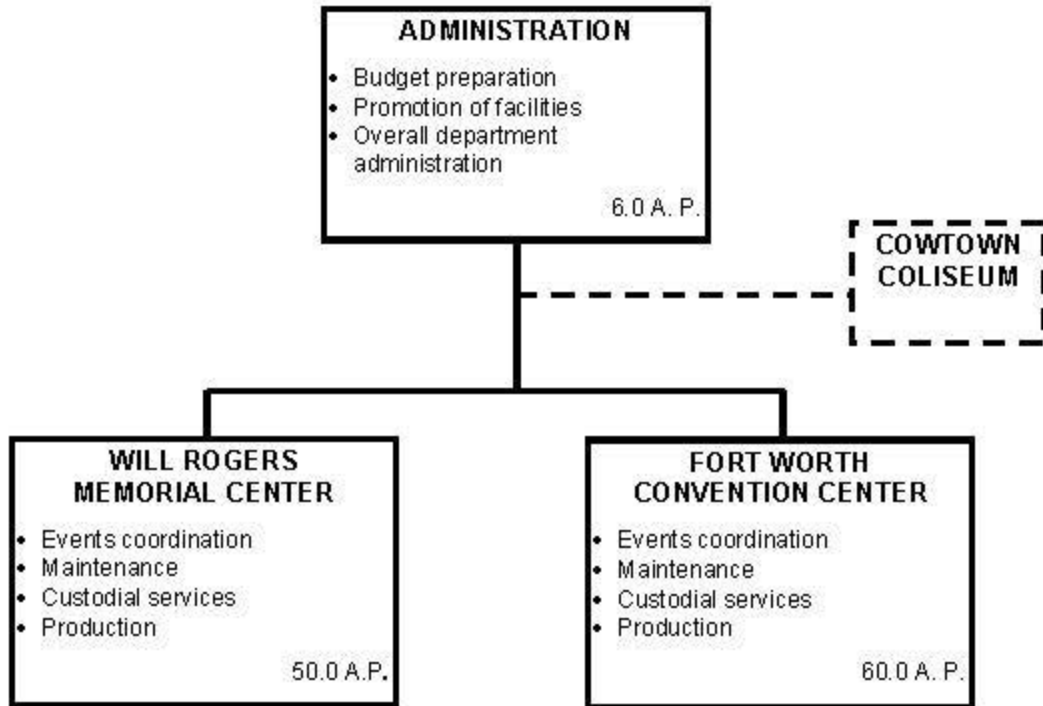 ADMINISTRATION
• Budget preparation
• Promotion of facilities
• Overall department
administration
6.0 A. P.
COWTOWN
COLISEUM
WILL ROGERS
MEMORIAL CENTER
• Events coordination
• Maintenance
• Custodial services
• Production
50.0 A.P.
FORT WORTH
CONVENTION CENTER
• Events coordination
• Maintenance
• Custodial services
• Production
60.0 A. P.